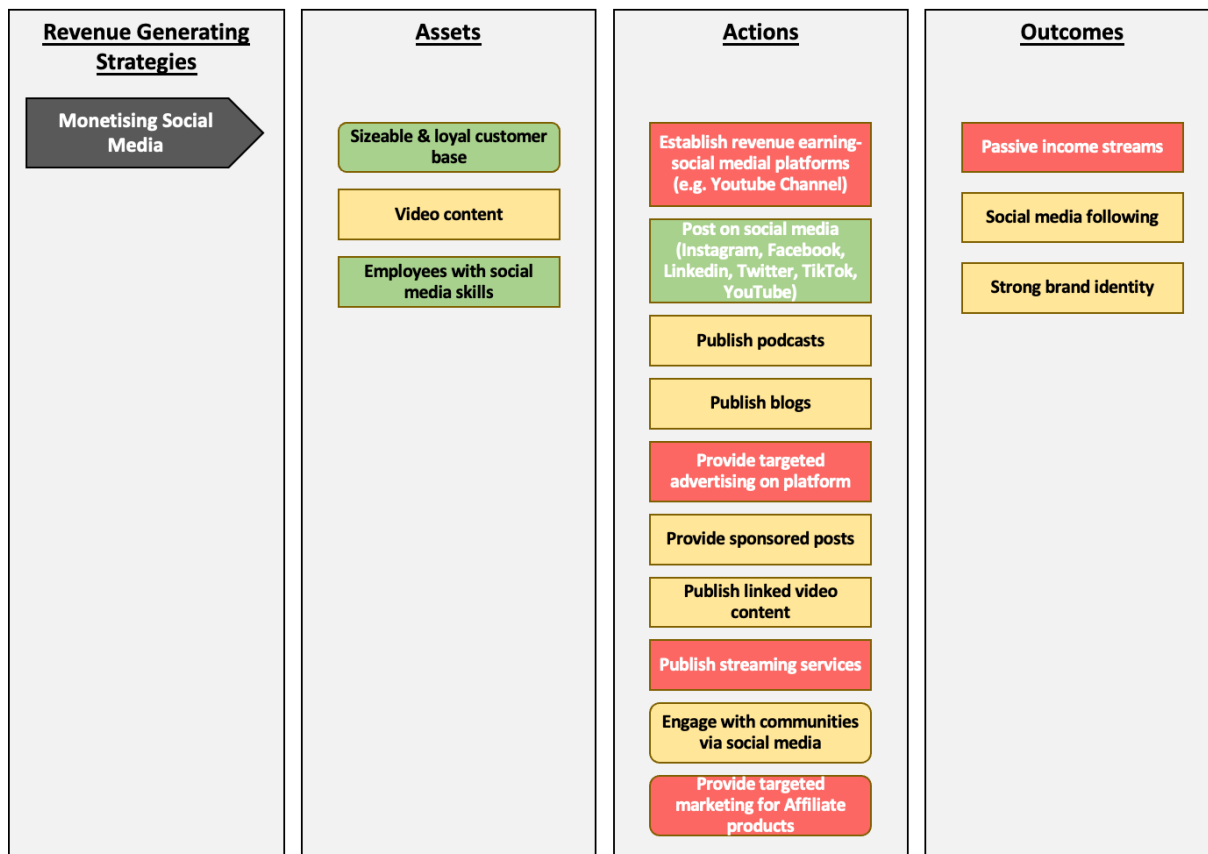 Revenue Generating
Strategies
Monetising Social
Media
Assets
Sizeable & loyal customer
base
Video content
Employees with social
media skills
Actions
Establish revenue earning-
social medial platforms
(e.g. Youtube Channel)
Post on social media
(Instagram, Facebook,
Linkedin, Twitter, TikTok,
YouTube)
Publish podcasts
Publish blogs
Provide targeted
advertising on platform
Provide sponsored posts
Publish linked video
content
Publish streaming services
Engage with communities
via social media
Provide targeted
marketing for Affiliate
products
Outcomes
Passive income streams
Social media following
Strong brand identity